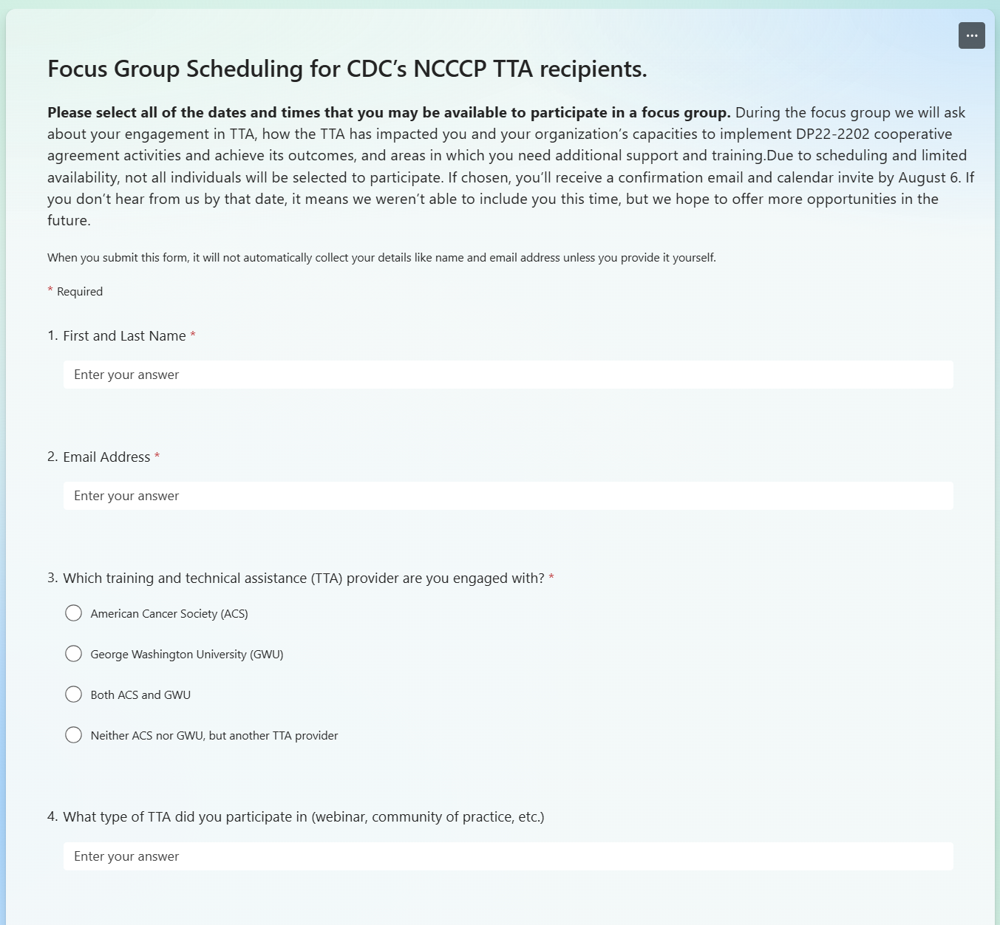 Focus Group Scheduling for CDC’s NCCCP TTA recipients.
Please select all of the dates and times that you may be available to participate in a focus group. During the focus group we will ask
about your engagement in TTA, how the TTA has impacted you and your organization’s capacities to implement DP22-2202 cooperative
agreement activities and achieve its outcomes, and areas in which you need additional support and training.Due to scheduling and limited
availability, not all individuals will be selected to participate. If chosen, you’ll receive a confirmation email and calendar invite by August 6. If
you don’t hear from us by that date, it means we weren’t able to include you this time, but we hope to offer more opportunities in the
future.
When you submit this form, it will not automatically collect your details like name and email address unless you provide it yourself.
* Required
1. First and Last Name *
Enter your answer
2. Email Address *
Enter your answer
3. Which training and technical assistance (TTA) provider are you engaged with? *
American Cancer Society (ACS)
George Washington University (GWU)
Both ACS and GWU
Neither ACS nor GWU, but another TTA provider
4. What type of TTA did you participate in (webinar, community of practice, etc.)
Enter your answer